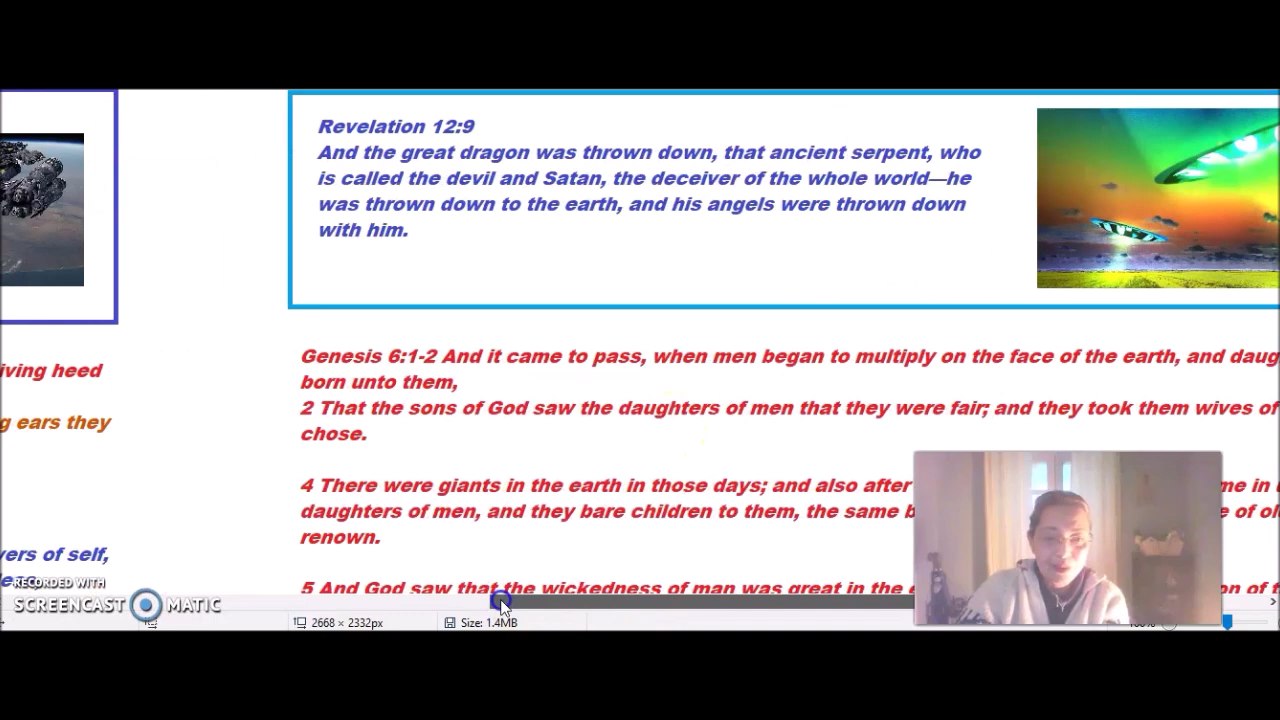 Revelation 12:9
And the great dragon was thrown down, that ancient serpent, who
is called the devil and Satan, the deceiver of the whole world—he
was thrown down to the earth, and his angels were thrown down
with him.
iving heed
g ears they
vers of self,
Genesis 6:1-2 And it came to pass, when men began to multiply on the face of the earth, and daug
born unto them,
2 That the sons of God saw the daughters of men that they were fair; and they took them wives of
chose.
4 There were giants in the earth in those days; and also after
me in
daughters of men, and they bare children to them, the same b
e of ol
renown.
5 And God saw that the wickedness of man was great in the
on of t
RECORDED WITH
SCREENCAST MATIC
2668 × 2332px
Size: 1.4MB